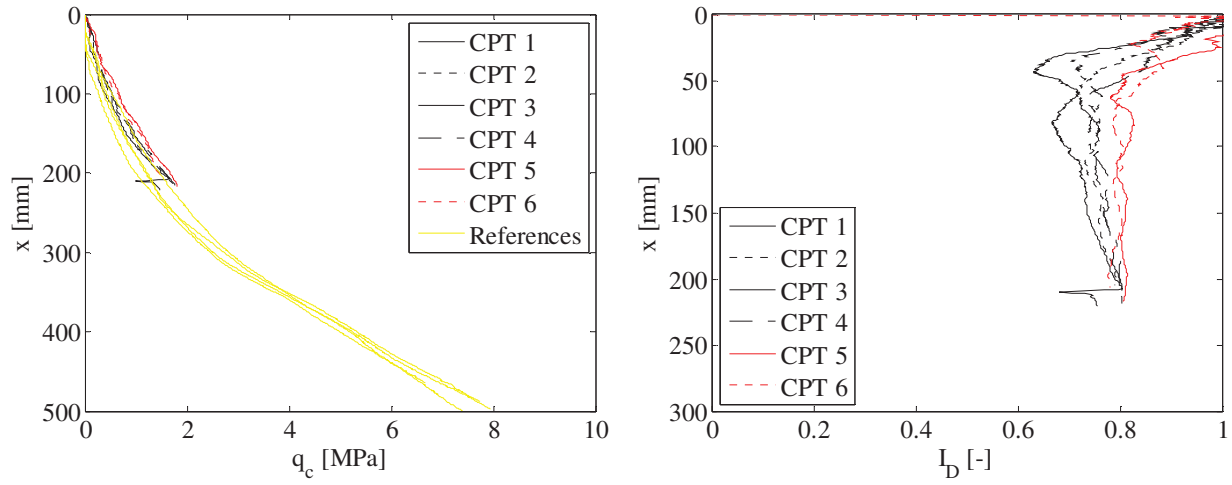 0
100
200
300
400
500
x [mm]
0
2
4
6
8
10
q_c [MPa]
CPT 1
CPT 2
CPT 3
CPT 4
CPT 5
CPT 6
References
0
50
100
150
200
250
300
x [mm]
0
0.2
0.4
0.6
0.8
1
I_D [-]
CPT 1
CPT 2
CPT 3
CPT 4
CPT 5
CPT 6